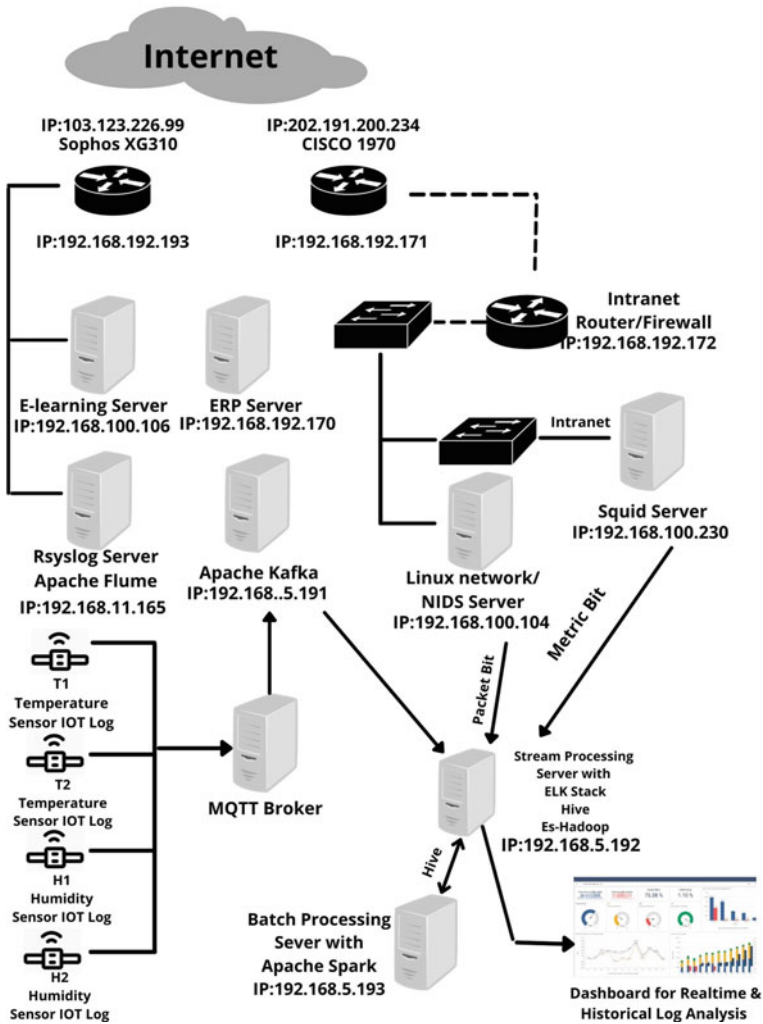 Internet
IP:103.123.226.99
Sophos XG310
IP:202.191.200.234
CISCO 1970
IP:192.168.192.193
IP:192.168.192.171
Intranet
Router/Firewall
IP:192.168.192.172
E-learning Server
IP:192.168.100.106
ERP Server
IP:192.168.192.170
Intranet
Squid Server
IP:192.168.100.230
Rsyslog Server
Apache Flume
IP:192.168.11.165
Apache Kafka
IP:192.168..5.191
Linux network/
NIDS Server
IP:192.168.100.104
Metric Bit
Packet Bit
T1
Temperature
Sensor IOT Log
T2
Temperature
Sensor IOT Log
H1
Humidity
Sensor IOT Log
H2
Humidity
Sensor IOT Log
MQTT Broker
Stream Processing
Server with
ELK Stack
Hive
Es-Hadoop
IP:192.168.5.192
Hive
Batch Processing
Sever with
Apache Spark
IP:192.168.5.193
Dashboard for Realtime &
Historical Log Analysis